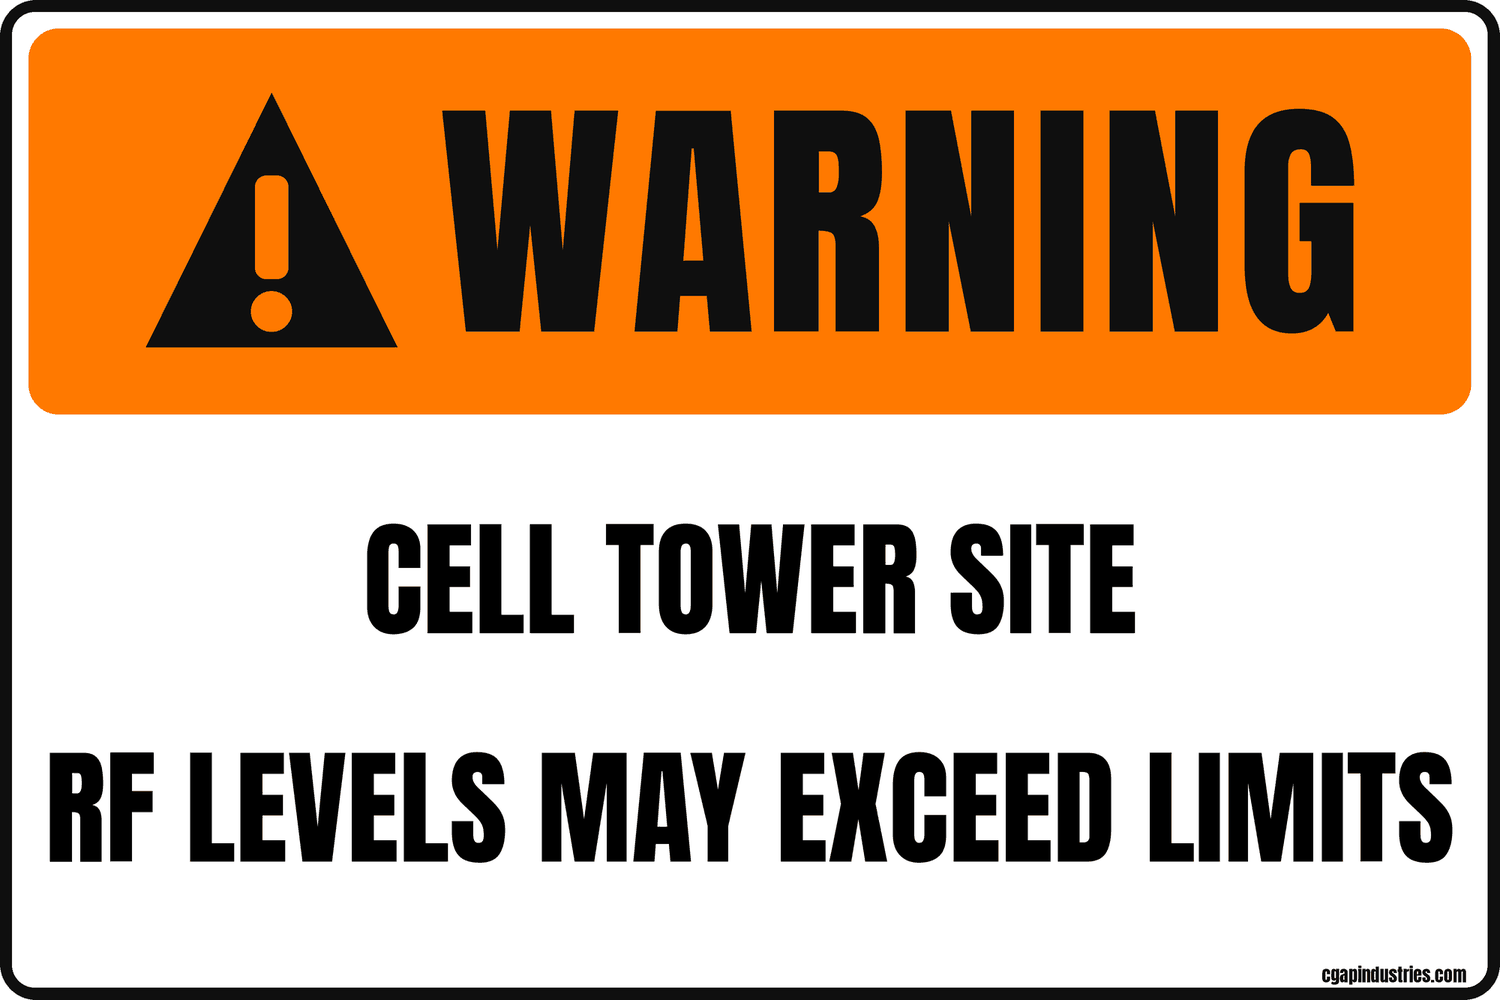 WARNING
CELL TOWER SITE
RF LEVELS MAY EXCEED LIMITS
cgapindustries.com